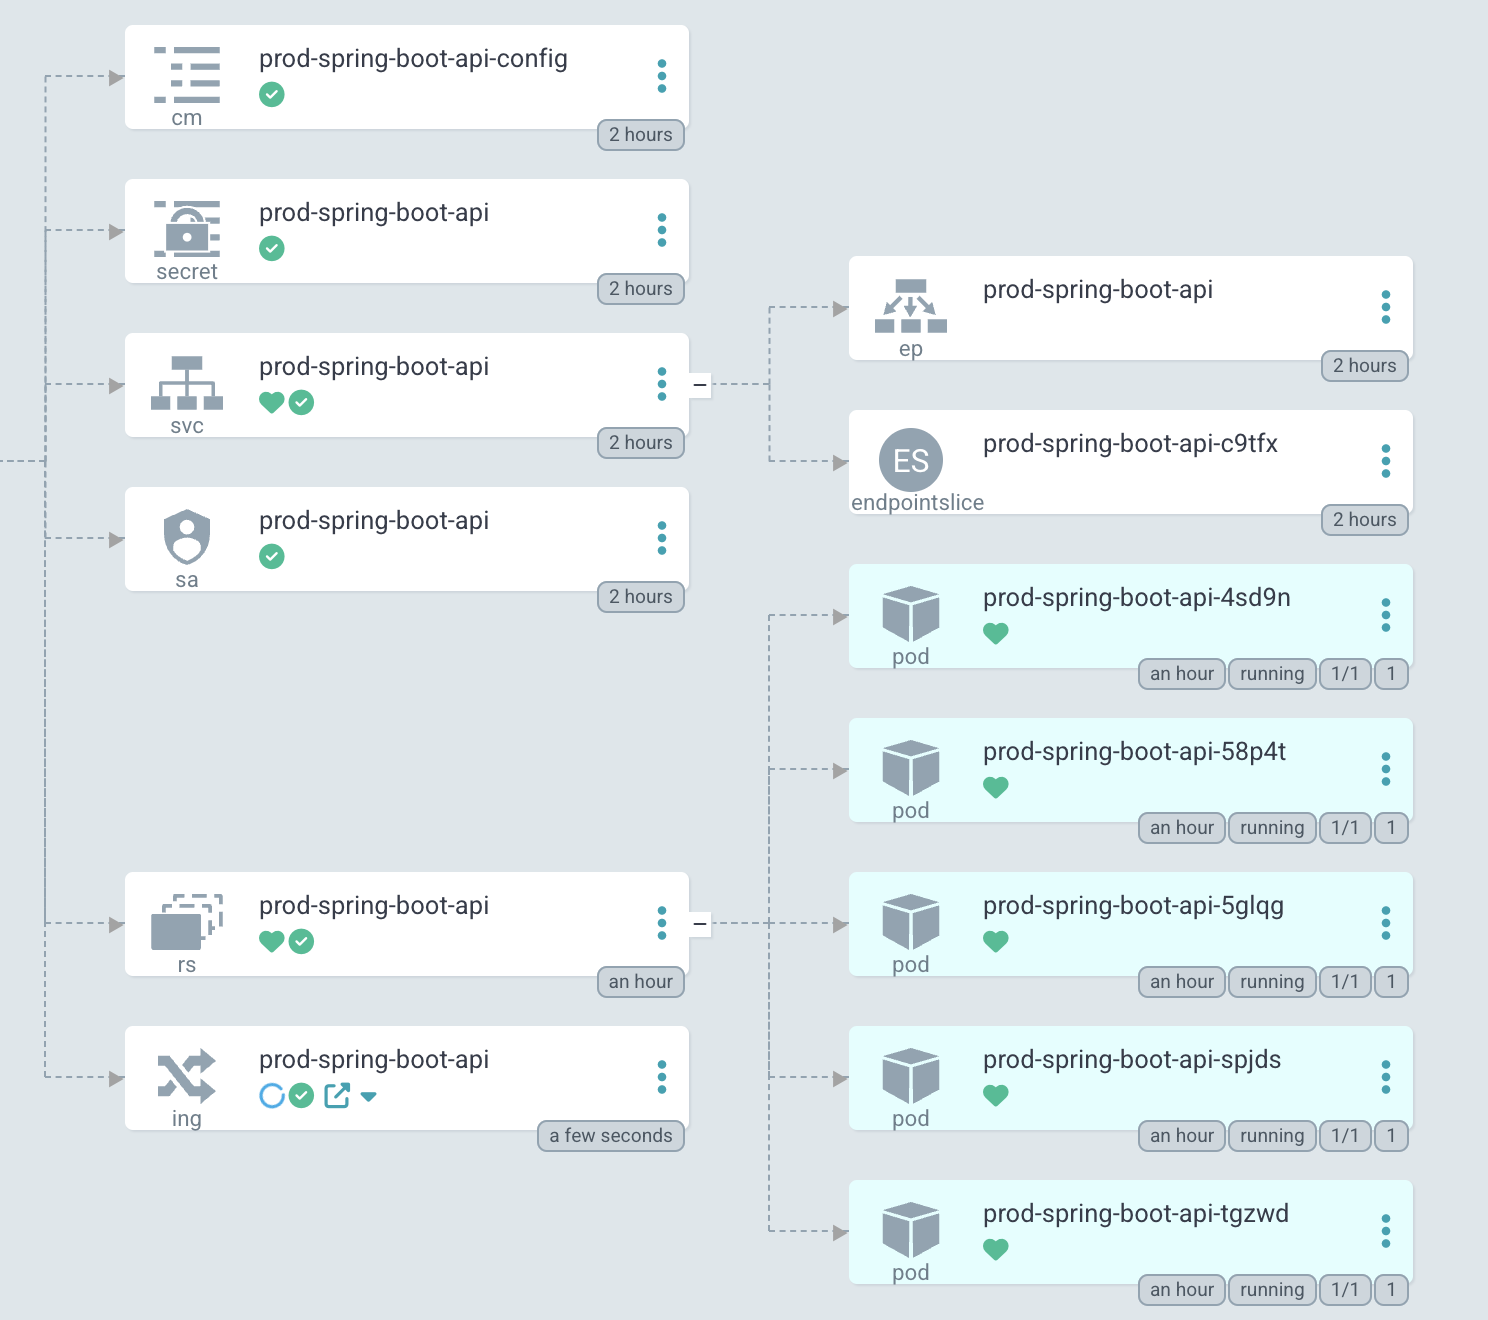 prod-spring-boot-api-config
cm
2 hours
prod-spring-boot-api
secret
2 hours
prod-spring-boot-api
svc
2 hours
prod-spring-boot-api
sa
2 hours
prod-spring-boot-api
rs
an hour
prod-spring-boot-api
ing
a few seconds
prod-spring-boot-api
ep
2 hours
ES
prod-spring-boot-api-c9tfx
endpointslice
2 hours
prod-spring-boot-api-4sd9n
pod
an hour running 1/1 1
prod-spring-boot-api-58p4t
pod
an hour running 1/1 1
prod-spring-boot-api-5glqg
pod
an hour running 1/1 1
prod-spring-boot-api-spjds
pod
an hour running 1/1 1
prod-spring-boot-api-tgzwd
pod
an hour running 1/1 1